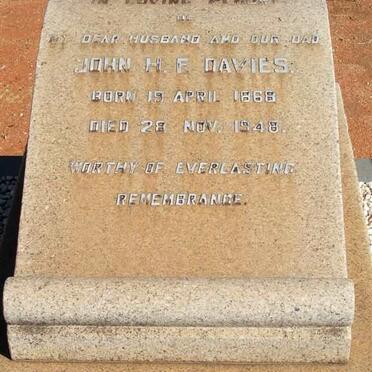 IN LOVING MEMORY
OF
MY DEAR HUSBAND AND OUR DAD
JOHN H. F. DAVIES.
BORN 19 APRIL 1868
DIED 28 NOV. 1948.
WORTHY OF EVERLASTING
REMEMBRANCE.